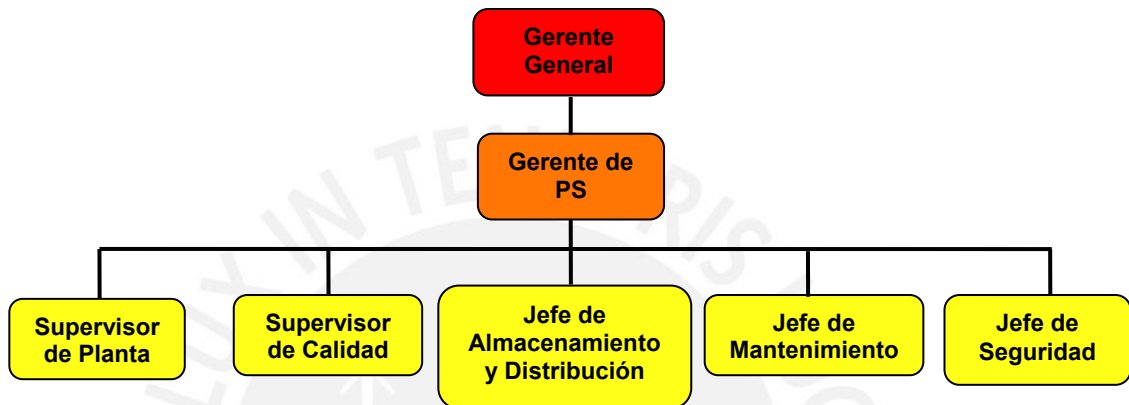 Gerente
General
Gerente de
PS
Supervisor
de Planta
Supervisor
de Calidad
Jefe de
Almacenamiento
y Distribución
Jefe de
Mantenimiento
Jefe de
Seguridad